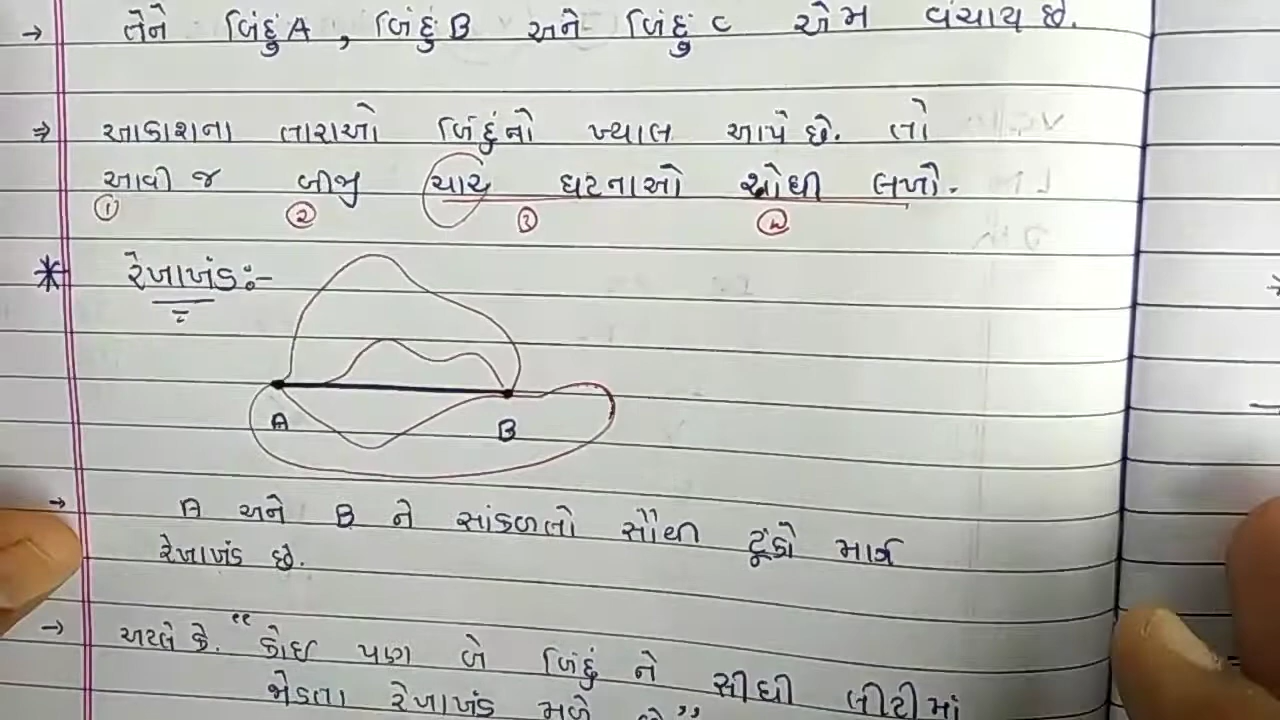 → તેને બિંદુ A, બિંદુ B અને બિંદુ C એમ વંચાય છે.
⇒ આકાશના તારાઓ બિંદુનો ખ્યાલ આપે છે. તો
આવી જ બીજી ચાર ઘટનાઓ શોધી લખો.
① ② ③ ④
* રેખાખંડ:-
A B
→ A અને B ને સાંકળતો સૌથી ટૂંકો માર્ગ
રેખાખંડ છે.
→ એટલે કે. "કોઈ પણ બે બિંદુ ને સીધી લીટીમાં
જોડતા રેખાખંડ મળે છે"